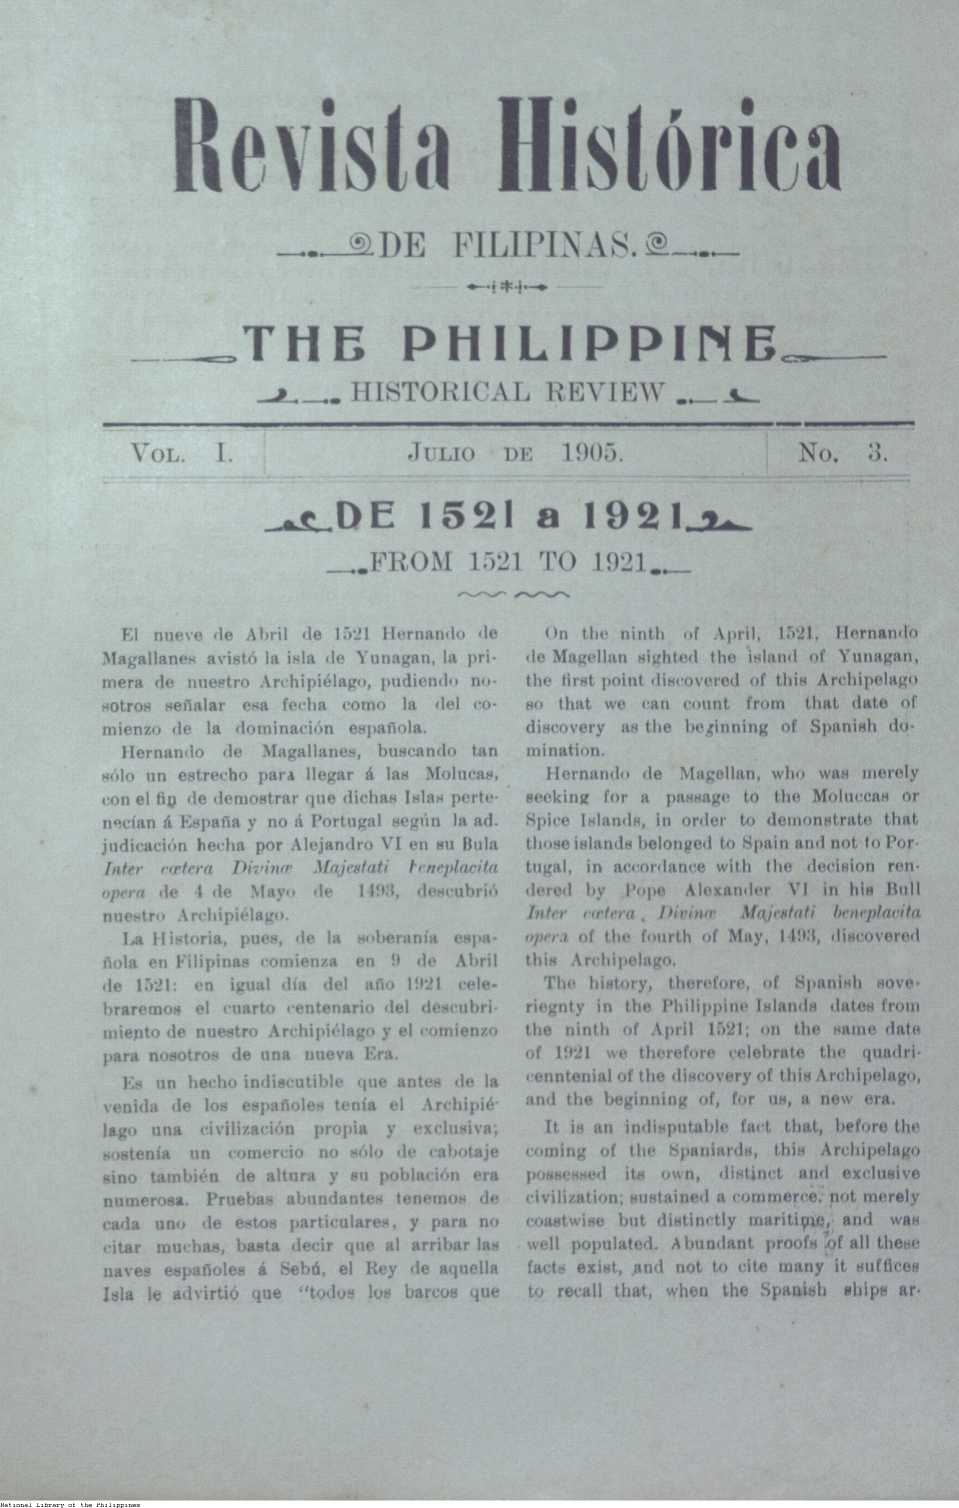 Revista Histórica
DE FILIPINAS.
THE PHILIPPINE
HISTORICAL REVIEW
VOL. I.
JULIO DE 1905.
No. 3.
DE 1521 a 1921
FROM 1521 TO 1921
El nueve de Abril de 1521 Hernando de
Magallanes avistó la isla de Yunagan, la pri-
mera de nuestro Archipiélago, pudiendo no-
sotros señalar esa fecha como la del co-
mienzo de la dominación española.
Hernando de Magallanes, buscando tan
sólo un estrecho para llegar á las Molucas,
con el fin de demostrar que dichas Islas perte-
necían á España y no á Portugal según la ad.
judicación hecha por Alejandro VI en su Bula
Inter cœtera Divinæ Majestati beneplacita
opera de 4 de Mayo de 1493, descubrió
nuestro Archipiélago.
La Historia, pues, de la soberanía espa-
ñola en Filipinas comienza en 9 de Abril
de 1521: en igual día del año 1921 cele-
braremos el cuarto centenario del descubri-
miento de nuestro Archipiélago y el comienzo
para nosotros de una nueva Era.
Es un hecho indiscutible que antes de la
venida de los españoles tenía el Archipié-
lago una civilización propia y exclusiva;
sostenía un comercio no sólo de cabotaje
sino también de altura y su población era
numerosa. Pruebas abundantes tenemos de
cada uno de estos particulares, y para no
citar muchas, basta decir que al arribar las
naves españoles á Sebú, el Rey de aquella
Isla le advirtió que "todos los barcos que
On the ninth of April, 1521, Hernando
de Magellan sighted the island of Yunagan,
the first point discovered of this Archipelago
so that we can count from that date of
discovery as the beginning of Spanish do-
mination.
Hernando de Magellan, who was merely
seeking for a passage to the Moluccas or
Spice Islands, in order to demonstrate that
those islands belonged to Spain and not to Por-
tugal, in accordance with the decision ren-
dered by Pope Alexander VI in his Bull
Inter cœtera Divinæ Majestati beneplacita
opera of the fourth of May, 1493, discovered
this Archipelago.
The history, therefore, of Spanish sove-
riegnty in the Philippine Islands dates from
the ninth of April 1521; on the same date
of 1921 we therefore celebrate the quadri-
cenntenial of the discovery of this Archipelago,
and the beginning of, for us, a new era.
It is an indisputable fact that, before the
coming of the Spaniards, this Archipelago
possessed its own, distinct and exclusive
civilization; sustained a commerce, not merely
coastwise but distinctly maritime, and was
well populated. Abundant proofs of all these
facts exist, and not to cite many it suffices
to recall that, when the Spanish ships ar-
National Library of the Philippines